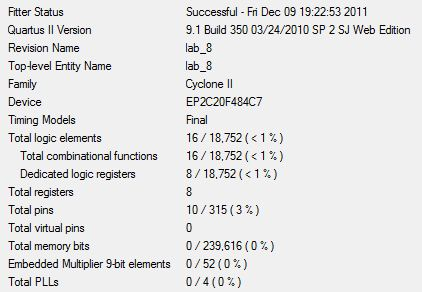 Fitter Status Successful - Fri Dec 09 19:22:53 2011
Quartus II Version 9.1 Build 350 03/24/2010 SP 2 SJ Web Edition
Revision Name lab_8
Top-level Entity Name lab_8
Family Cyclone II
Device EP2C20F484C7
Timing Models Final
Total logic elements 16 / 18,752 ( < 1 % )
Total combinational functions 16 / 18,752 ( < 1 % )
Dedicated logic registers 8 / 18,752 ( < 1 % )
Total registers 8
Total pins 10 / 315 ( 3 % )
Total virtual pins 0
Total memory bits 0 / 239,616 ( 0 % )
Embedded Multiplier 9-bit elements 0 / 52 ( 0 % )
Total PLLs 0 / 4 ( 0 % )